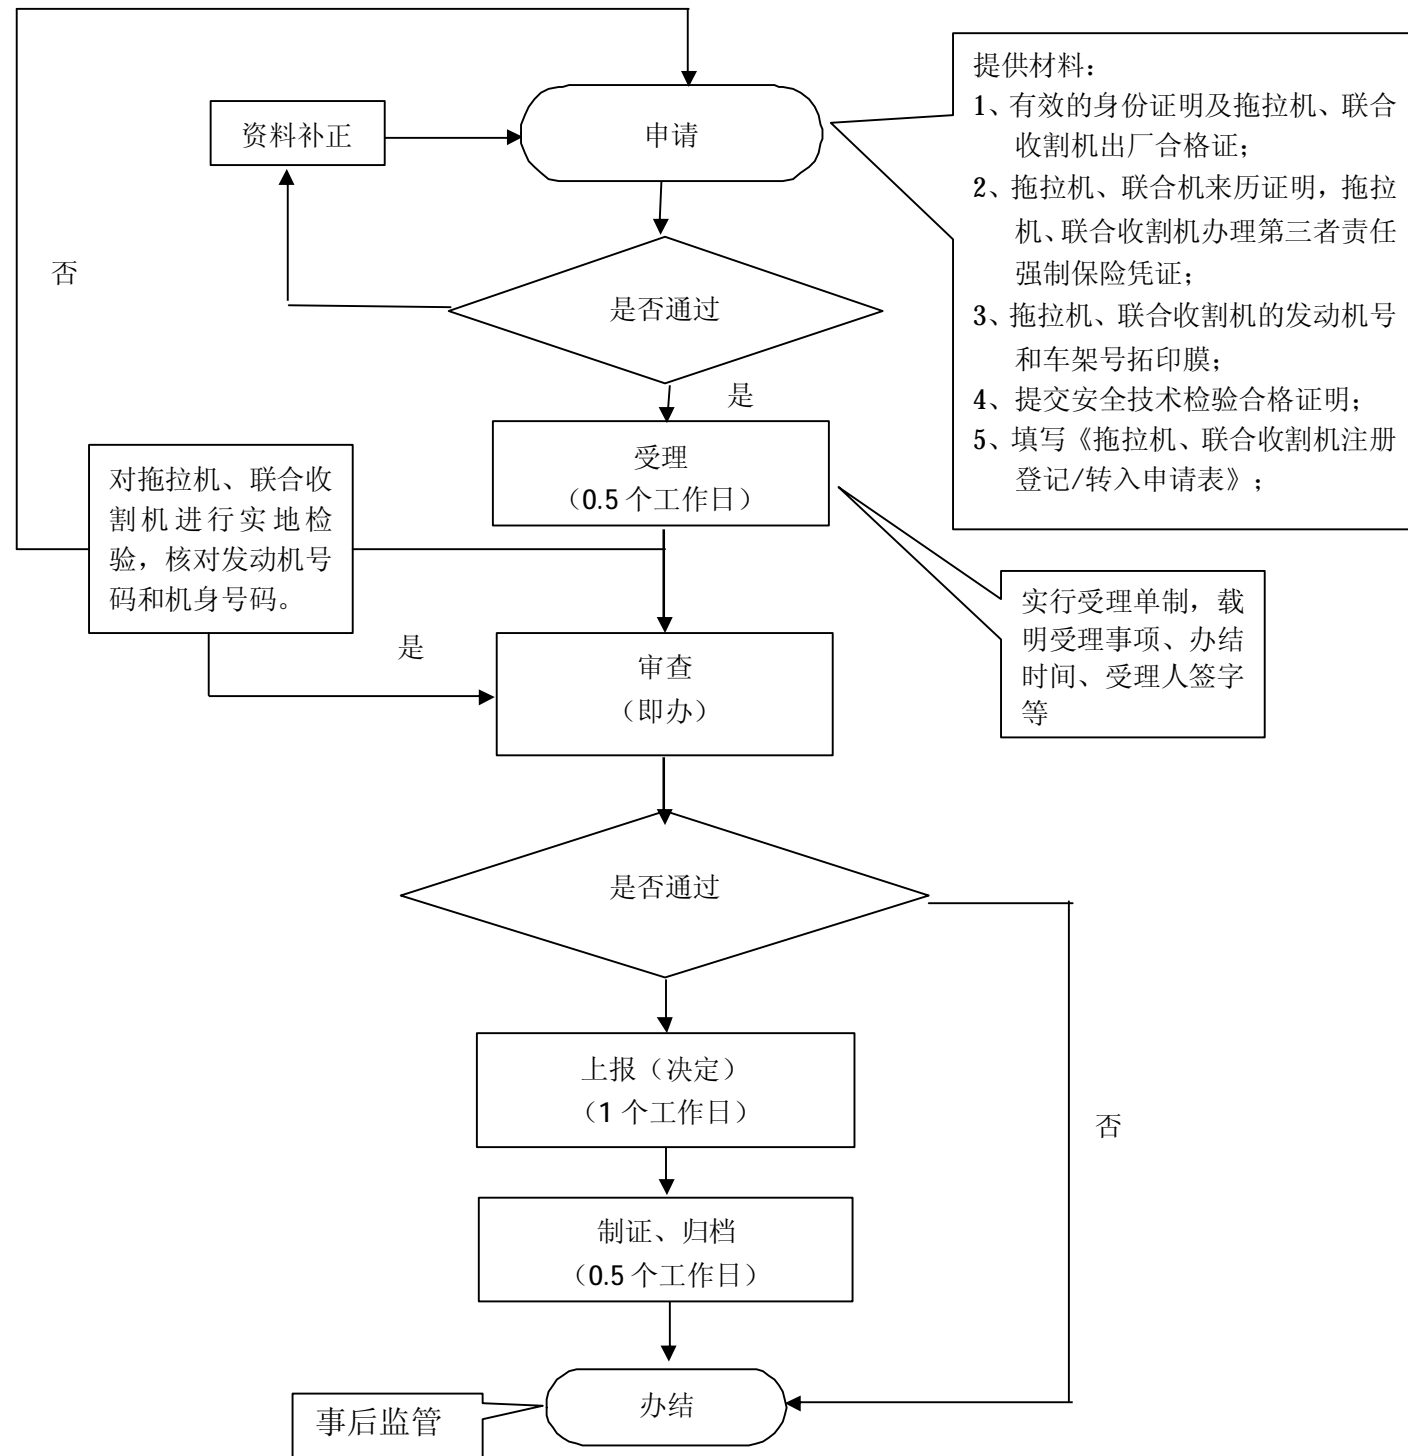 提供材料：
1、有效的身份证明及拖拉机、联合
收割机出厂合格证；
2、拖拉机、联合机来历证明，拖拉
机、联合收割机办理第三者责任
强制保险凭证；
3、拖拉机、联合收割机的发动机号
和车架号拓印膜；
4、提交安全技术检验合格证明；
5、填写《拖拉机、联合收割机注册
登记/转入申请表》；
资料补正
申请
否
是否通过
是
受理
（0.5 个工作日）
对拖拉机、联合收
割机进行实地检
验，核对发动机号
码和机身号码。
实行受理单制，载
明受理事项、办结
时间、受理人签字
等
是
审查
（即办）
是否通过
上报（决定）
（1 个工作日）
否
制证、归档
（0.5 个工作日）
办结
事后监管